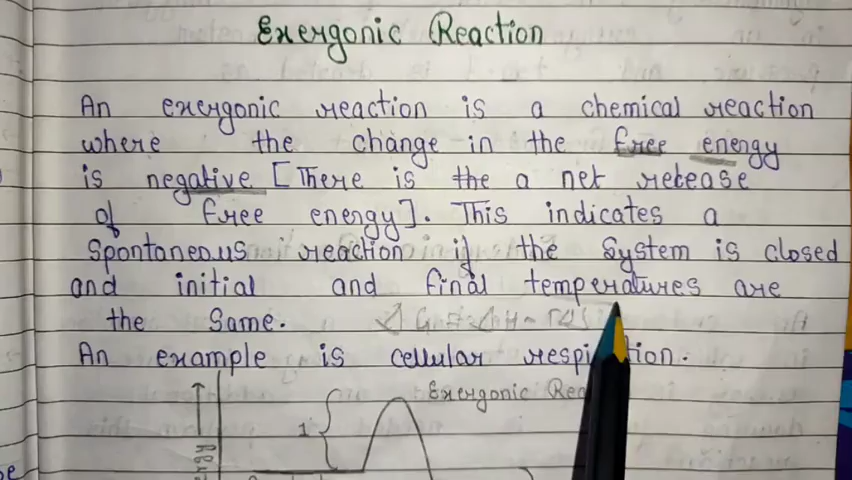 Exergonic Reaction
An exergonic reaction is a chemical reaction
where the change in the free energy
is negative [There is the a net retease
of free energy]. This indicates a
spontaneous reaction if the System is closed
and initial and final temperatures are
the Same.
An example is cellular
Exergonic
1